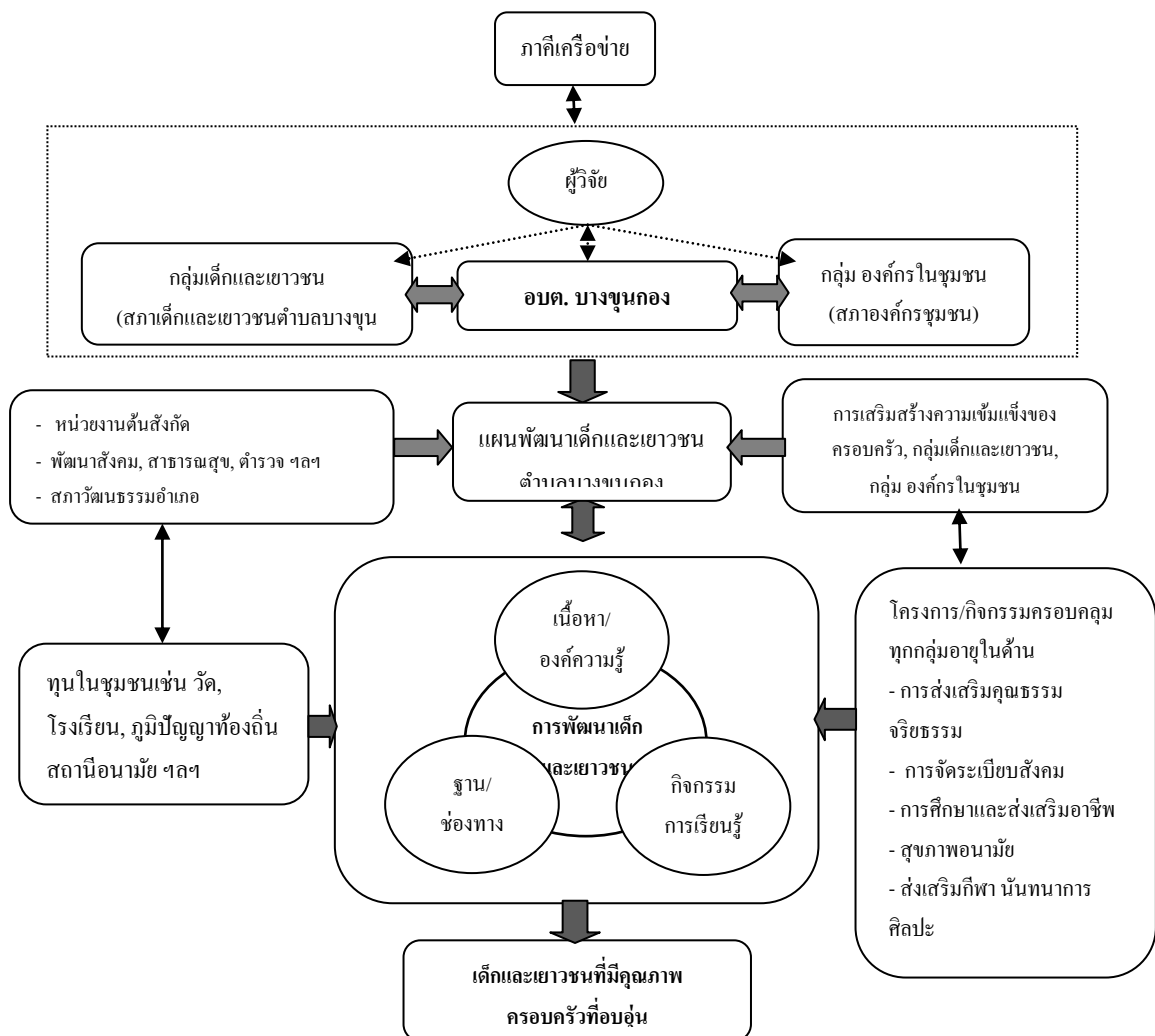 ภาคีเครือข่าย
ผู้วิจัย
กลุ่มเด็กและเยาวชน
(สภาเด็กและเยาวชนตำบลบางขุน
อบต. บางขุนกอง
กลุ่ม องค์กรในชุมชน
(สภาองค์กรชุมชน)
- หน่วยงานต้นสังกัด
- พัฒนาสังคม, สาธารณสุข, ตำรวจ ฯลฯ
- สภาวัฒนธรรมอำเภอ
แผนพัฒนาเด็กและเยาวชน
ตำบลบางขุนกอง
การเสริมสร้างความเข้มแข็งของ
ครอบครัว, กลุ่มเด็กและเยาวชน,
กลุ่ม องค์กรในชุมชน
ทุนในชุมชนเช่น วัด,
โรงเรียน, ภูมิปัญญาท้องถิ่น
สถานีอนามัย ฯลฯ
เนื้อหา/
องค์ความรู้
การพัฒนาเด็ก
และเยาวชน
ฐาน/
ช่องทาง
กิจกรรม
การเรียนรู้
โครงการ/กิจกรรมครอบคลุม
ทุกกลุ่มอายุในด้าน
- การส่งเสริมคุณธรรม
จริยธรรม
- การจัดระเบียบสังคม
- การศึกษาและส่งเสริมอาชีพ
- สุขภาพอนามัย
- ส่งเสริมกีฬา นันทนาการ
ศิลปะ
เด็กและเยาวชนที่มีคุณภาพ
ครอบครัวที่อบอุ่น